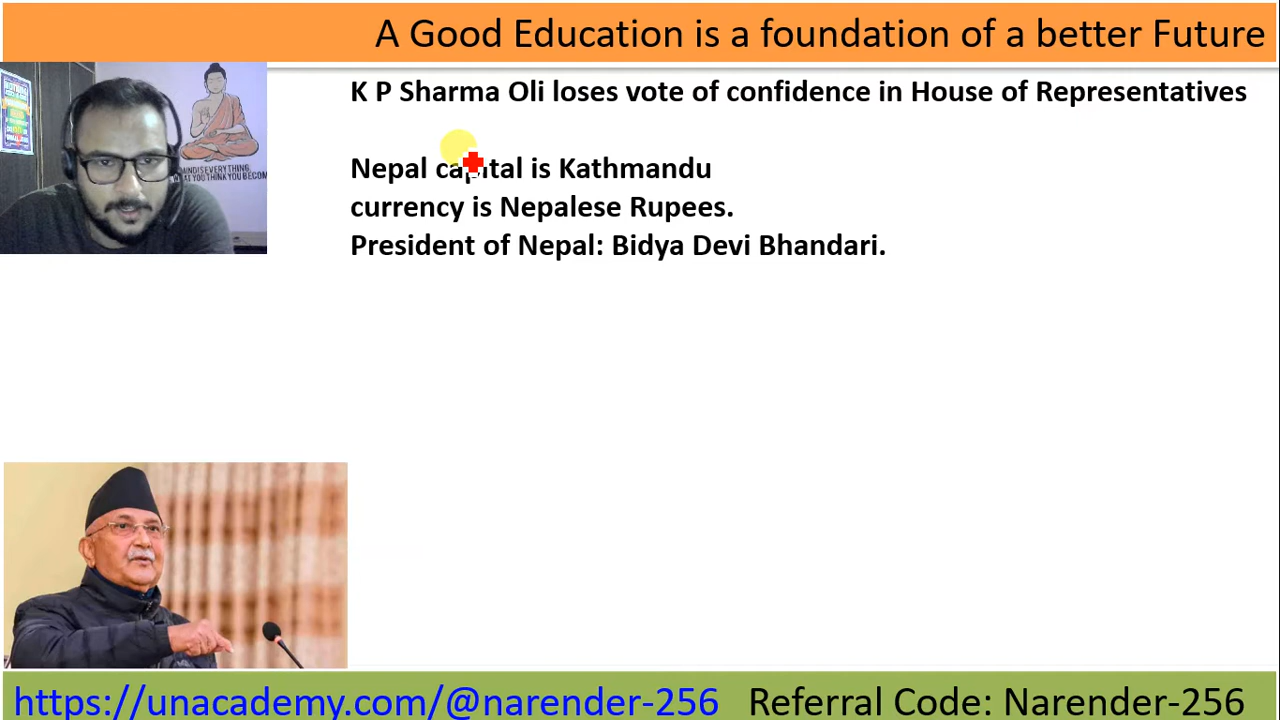 A Good Education is a foundation of a better Future
K P Sharma Oli loses vote of confidence in House of Representatives
Nepal capital is Kathmandu
currency is Nepalese Rupees.
President of Nepal: Bidya Devi Bhandari.
https://unacademy.com/@narender-256 Referral Code: Narender-256